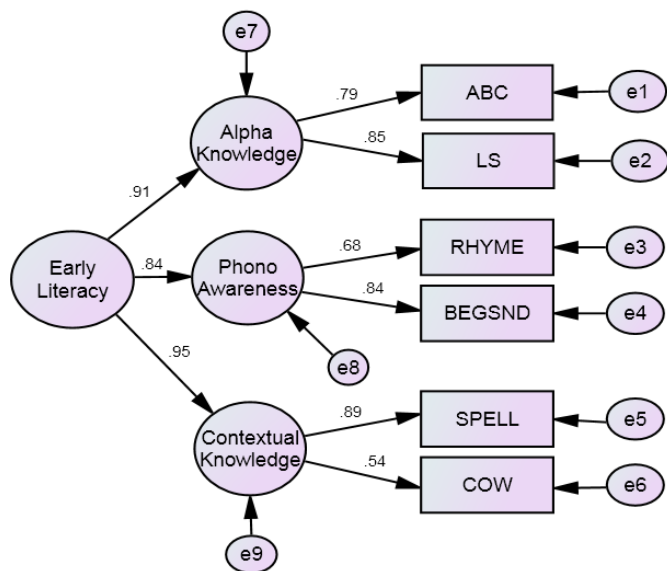 e7
.79
ABC
e1
Alpha
Knowledge
.85
LS
e2
.91
Early
Literacy
.84
Phono
Awareness
.68
RHYME
e3
.84
BEGSND
e4
e8
.95
Contextual
Knowledge
.89
SPELL
e5
.54
COW
e6
e9